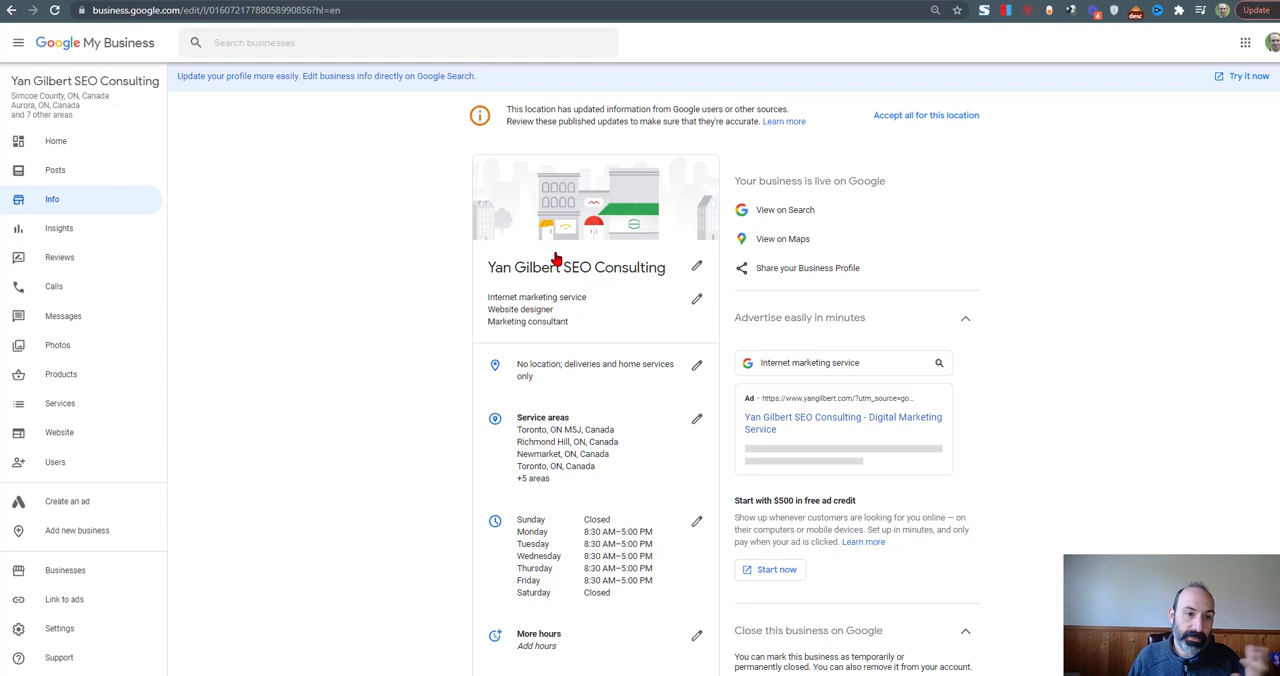 business.google.com/edit/l/01607217788058990856?hl=en
4
desc
Update
Google My Business
Search businesses
Yan Gilbert SEO Consulting
Simcoe County, ON, Canada
Aurora, ON, Canada
and 7 other areas
Home
Posts
Info
Insights
Reviews
Calls
Messages
Photos
Products
Services
Website
Users
Create an ad
Add new business
Businesses
Link to ads
Settings
Support
Update your profile more easily. Edit business info directly on Google Search.
Try it now
This location has updated information from Google users or other sources.
Review these published updates to make sure that they're accurate. Learn more
Accept all for this location
Yan Gilbert SEO Consulting
Internet marketing service
Website designer
Marketing consultant
No location; deliveries and home services
only
Service areas
Toronto, ON M5J, Canada
Richmond Hill, ON, Canada
Newmarket, ON, Canada
Toronto, ON, Canada
+5 areas
Sunday Closed
Monday 8:30 AM–5:00 PM
Tuesday 8:30 AM–5:00 PM
Wednesday 8:30 AM–5:00 PM
Thursday 8:30 AM–5:00 PM
Friday 8:30 AM–5:00 PM
Saturday Closed
More hours
Add hours
Your business is live on Google
View on Search
View on Maps
Share your Business Profile
Advertise easily in minutes
Internet marketing service
Ad · https://www.yangilbert.com/?utm_source=go...
Yan Gilbert SEO Consulting - Digital Marketing
Service
Start with $500 in free ad credit
Show up whenever customers are looking for you online — on
their computers or mobile devices. Set up in minutes, and only
pay when your ad is clicked. Learn more
Start now
Close this business on Google
You can mark this business as temporarily or
permanently closed. You can also remove it from your account.